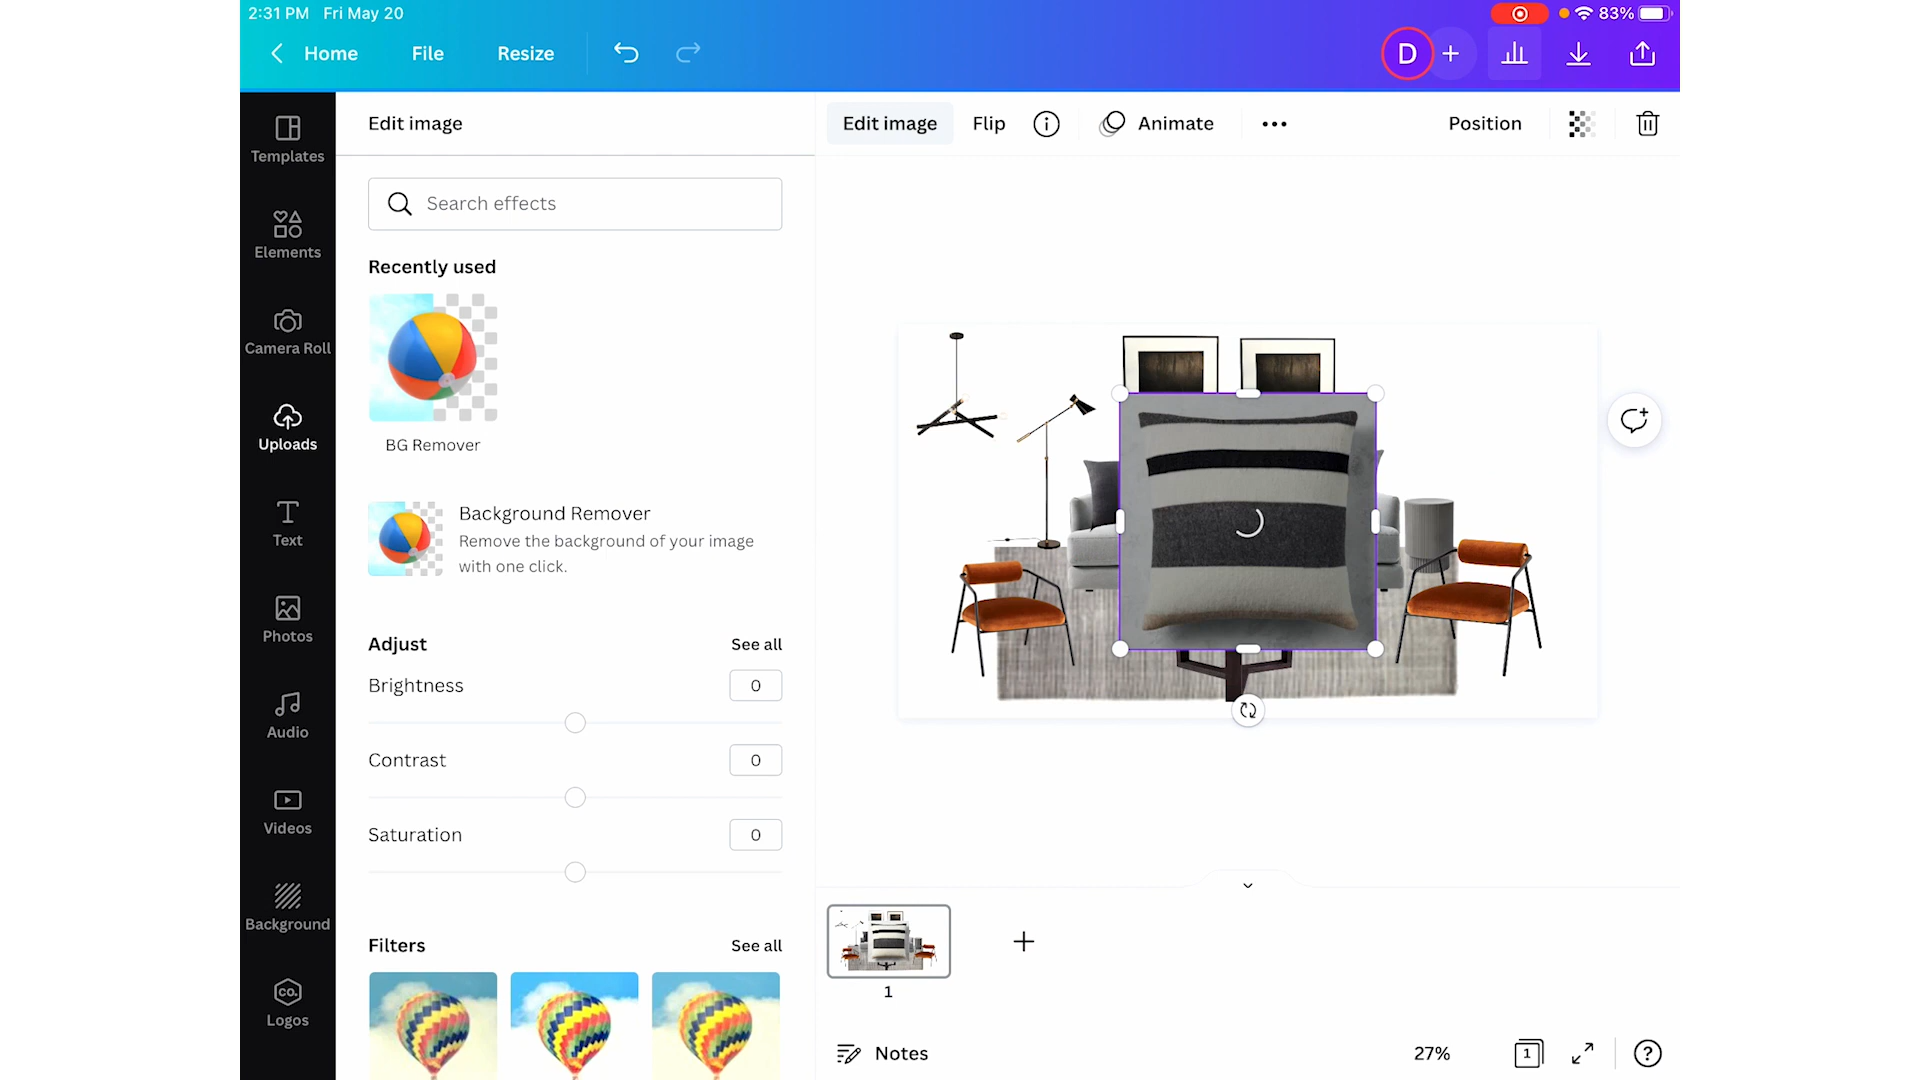 2:31 PM Fri May 20
83%
Home File Resize
D
Templates
Elements
Camera Roll
Uploads
Text
Photos
Audio
Videos
Background
CO.
Logos
Edit image
Search effects
Recently used
BG Remover
Background Remover
Remove the background of your image
with one click.
Adjust See all
Brightness 0
Contrast 0
Saturation 0
Filters See all
Edit image Flip Animate Position
1
Notes 27% 1